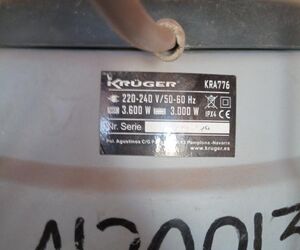 KRÜGER KRA776
220-240 V/50-60 Hz
3.600 W 3.000 W IPX4 CE
Nr. Serie
Pol. Agustinos C/G Pamplona-Navarra
www.kruger.es